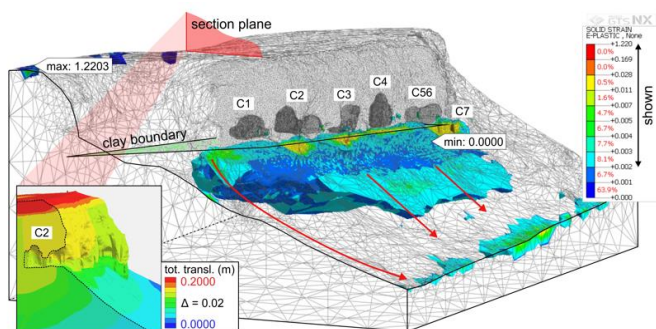 section plane
GTS NX
SOLID STRAIN
E-PLASTIC , None
max: 1.2203
+1.220
0.0%
+0.169
0.0%
+0.028
0.5%
+0.011
1.6%
+0.007
4.7%
+0.006
6.7%
+0.004
7.7%
+0.003
8.1%
+0.002
6.7%
+0.001
63.9%
+0.000
shown
C1
C2
C3
C4
C56
C7
clay boundary
min: 0.0000
C2
tot. transl. (m)
0.2000
Δ = 0.02
0.0000